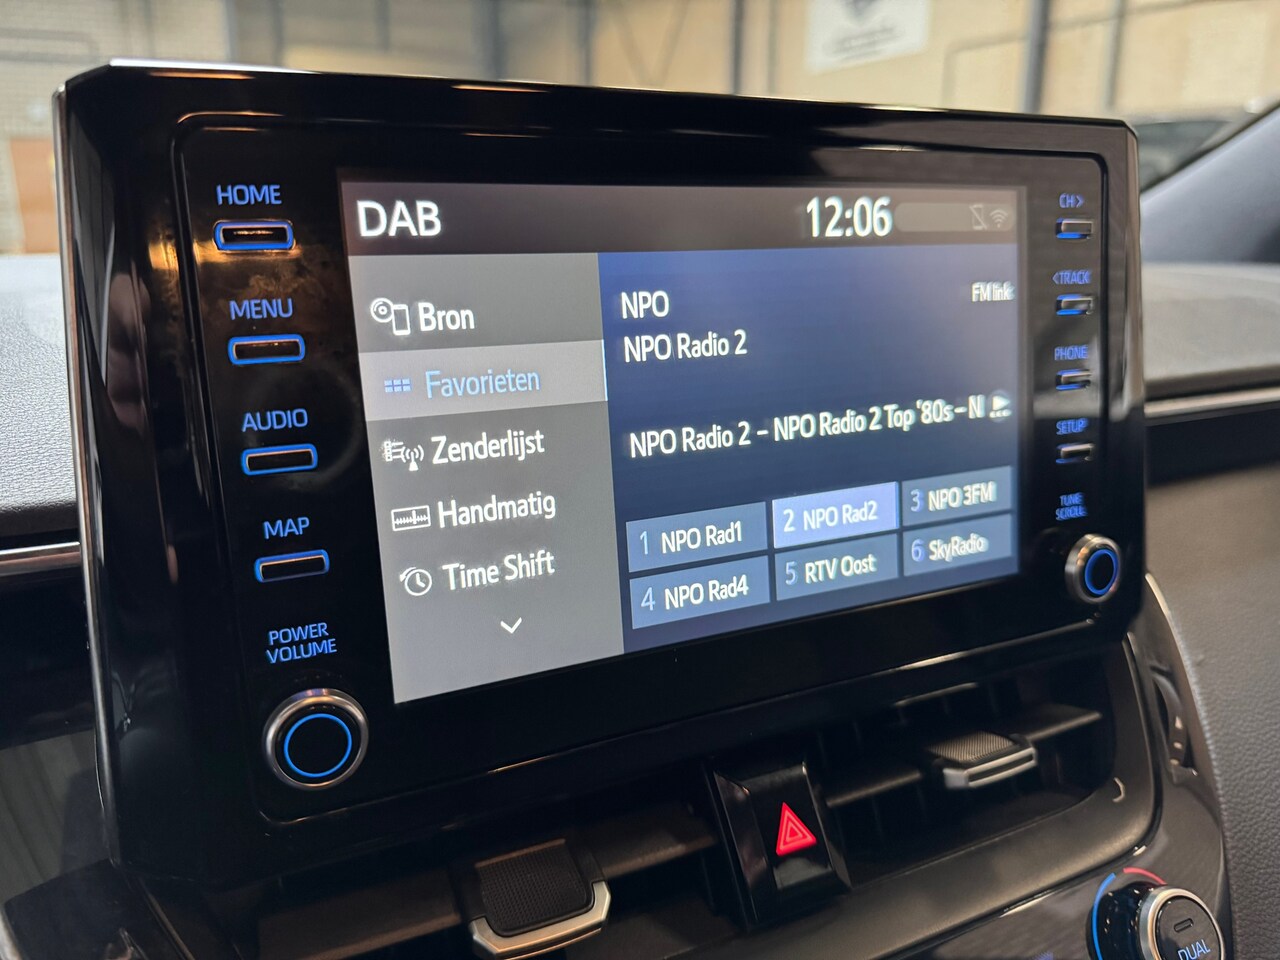 HOME
MENU
AUDIO
MAP
POWER
VOLUME
DAB
12:06
Bron
Favorieten
Zenderlijst
Handmatig
Time Shift
NPO
FM link
NPO Radio 2
NPO Radio 2 - NPO Radio 2 Top '80s - N
1 NPO Rad1
2 NPO Rad2
3 NPO 3FM
4 NPO Rad4
5 RTV Oost
6 SkyRadio
CH >
< TRACK
PHONE
SETUP
TUNE
SCROLL
DUAL